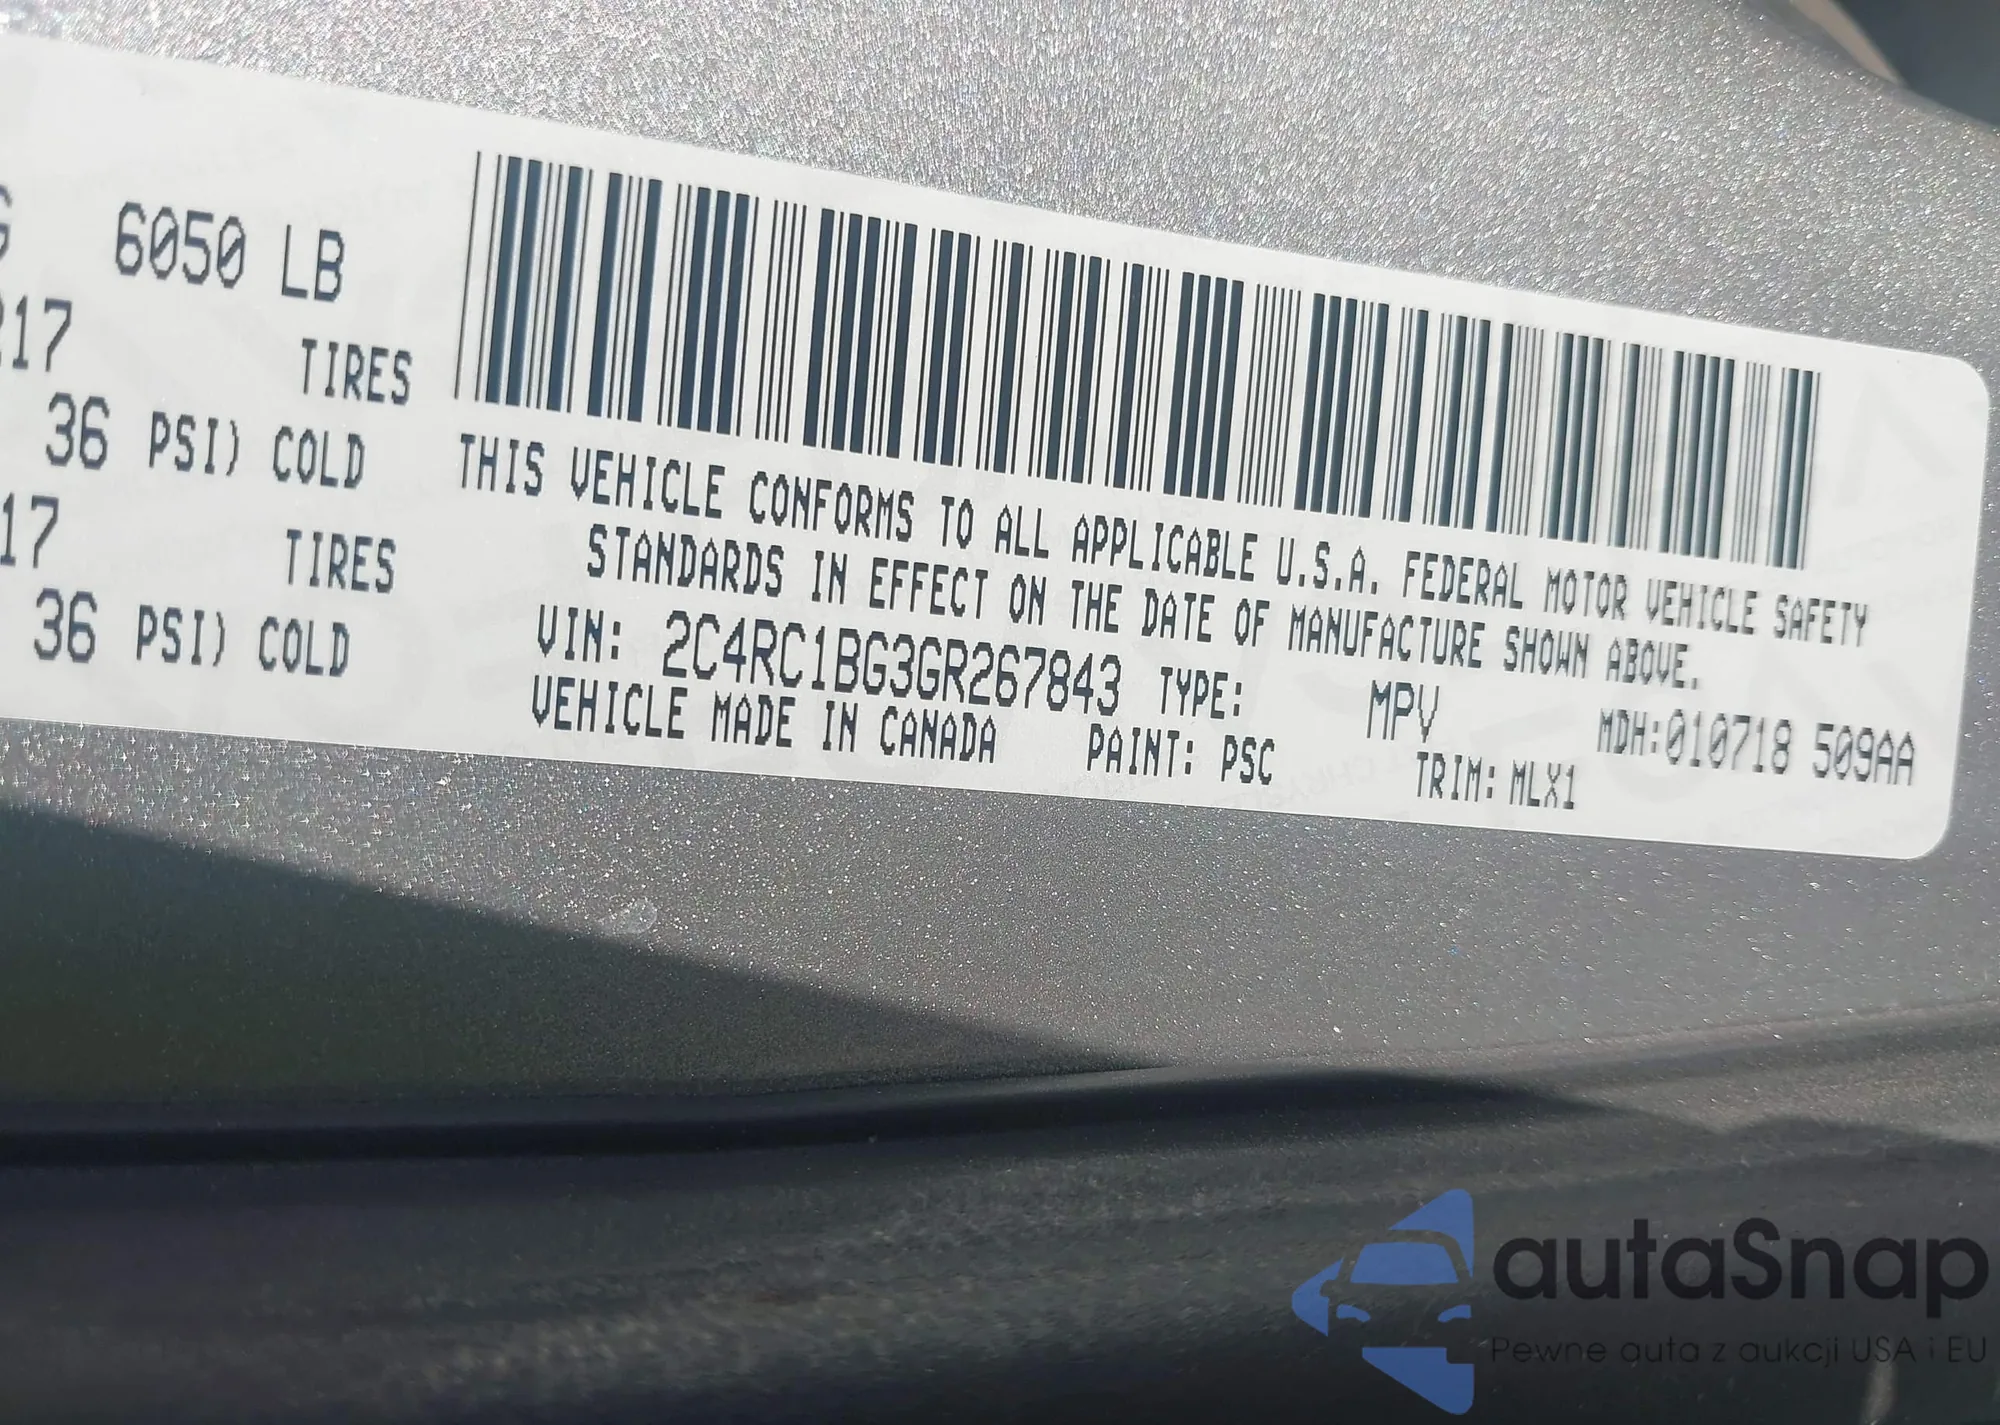 6050 LB
17 TIRES
36 PSI) COLD
17 TIRES
36 PSI) COLD
THIS VEHICLE CONFORMS TO ALL APPLICABLE U.S.A. FEDERAL MOTOR VEHICLE SAFETY
STANDARDS IN EFFECT ON THE DATE OF MANUFACTURE SHOWN ABOVE.
VIN: 2C4RC1BG3GR267843 TYPE: MPV MDH:010718 509AA
VEHICLE MADE IN CANADA PAINT: PSC TRIM: MLX1
autaSnap
Pewne auta z aukcji USA i EU